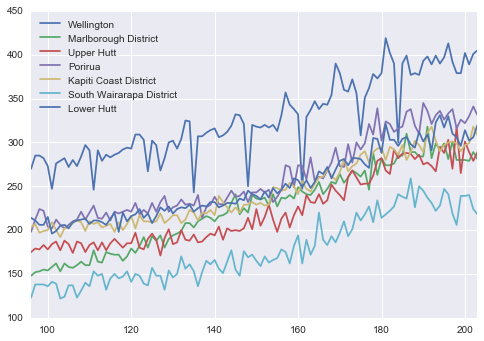 450
400
350
300
250
200
150
100
Wellington
Marlborough District
Upper Hutt
Porirua
Kapiti Coast District
South Wairarapa District
Lower Hutt
100 120 140 160 180 200